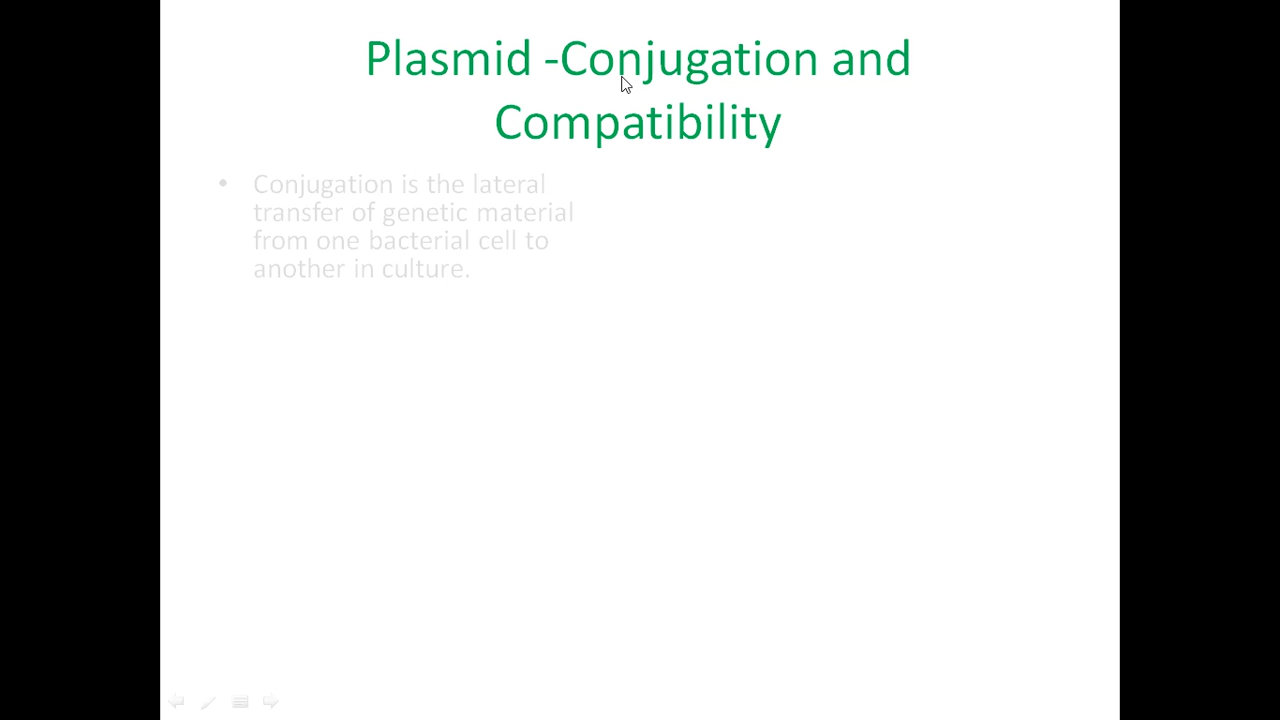 Plasmid -Conjugation and
Compatibility
• Conjugation is the lateral
transfer of genetic material
from one bacterial cell to
another in culture.